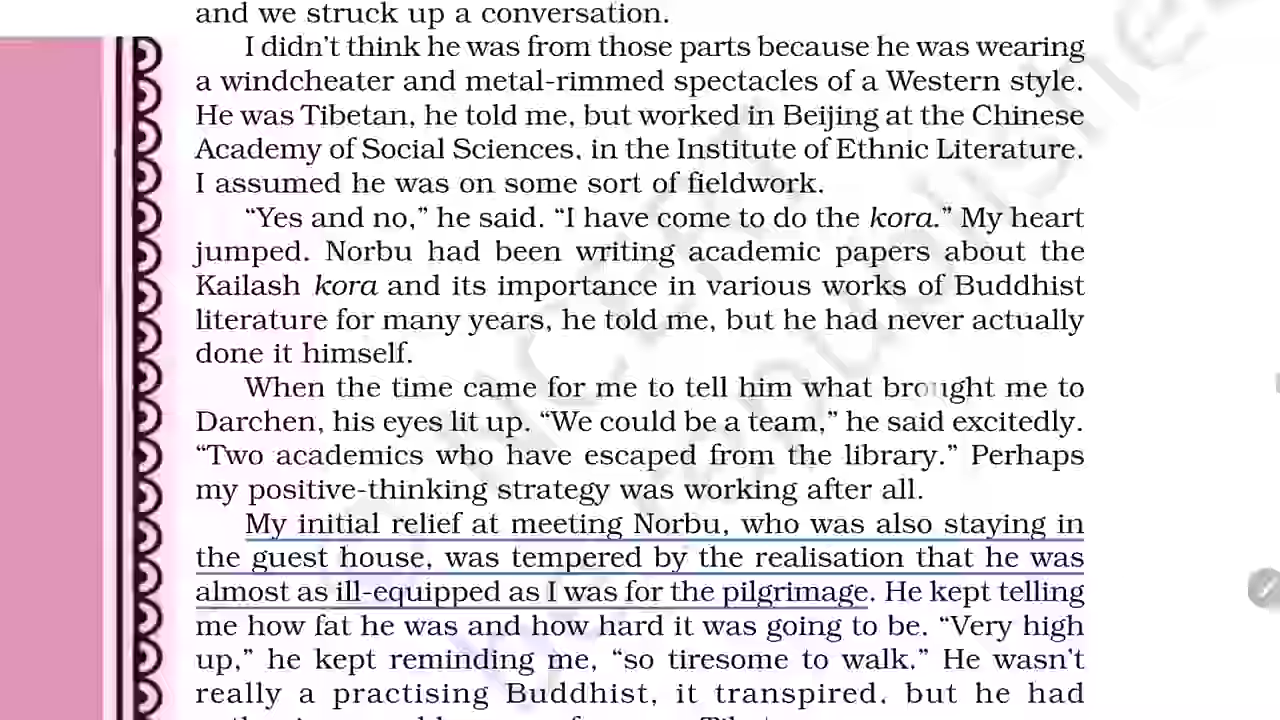 and we struck up a conversation.
I didn't think he was from those parts because he was wearing
a windcheater and metal-rimmed spectacles of a Western style.
He was Tibetan, he told me, but worked in Beijing at the Chinese
Academy of Social Sciences, in the Institute of Ethnic Literature.
I assumed he was on some sort of fieldwork.
“Yes and no,” he said. “I have come to do the kora.” My heart
jumped. Norbu had been writing academic papers about the
Kailash kora and its importance in various works of Buddhist
literature for many years, he told me, but he had never actually
done it himself.
When the time came for me to tell him what brought me to
Darchen, his eyes lit up. “We could be a team,” he said excitedly.
“Two academics who have escaped from the library.” Perhaps
my positive-thinking strategy was working after all.
My initial relief at meeting Norbu, who was also staying in
the guest house, was tempered by the realisation that he was
almost as ill-equipped as I was for the pilgrimage. He kept telling
me how fat he was and how hard it was going to be. “Very high
up,” he kept reminding me, “so tiresome to walk.” He wasn't
really a practising Buddhist, it transpired, but he had